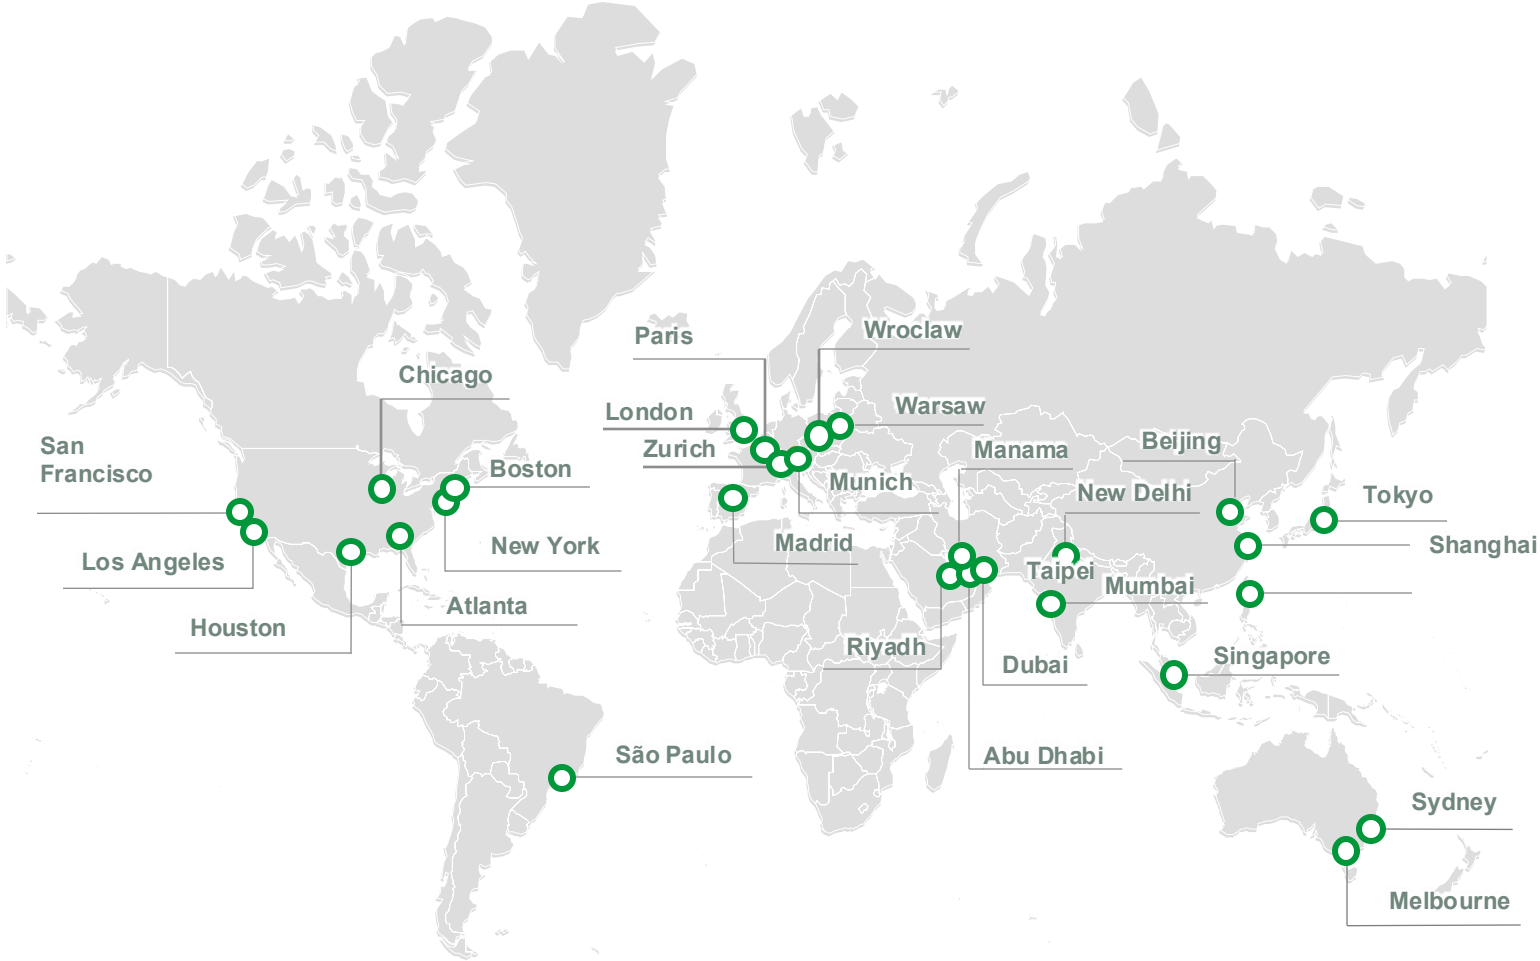 Wroclaw
Paris
Chicago
Warsaw
London
Beijing
San
Francisco
Zurich
Manama
Boston
Munich
New Delhi
Tokyo
Madrid
New York
Shanghai
Los Angeles
Taipei
Mumbai
Atlanta
Houston
Riyadh
Singapore
Dubai
São Paulo
Abu Dhabi
Sydney
Melbourne